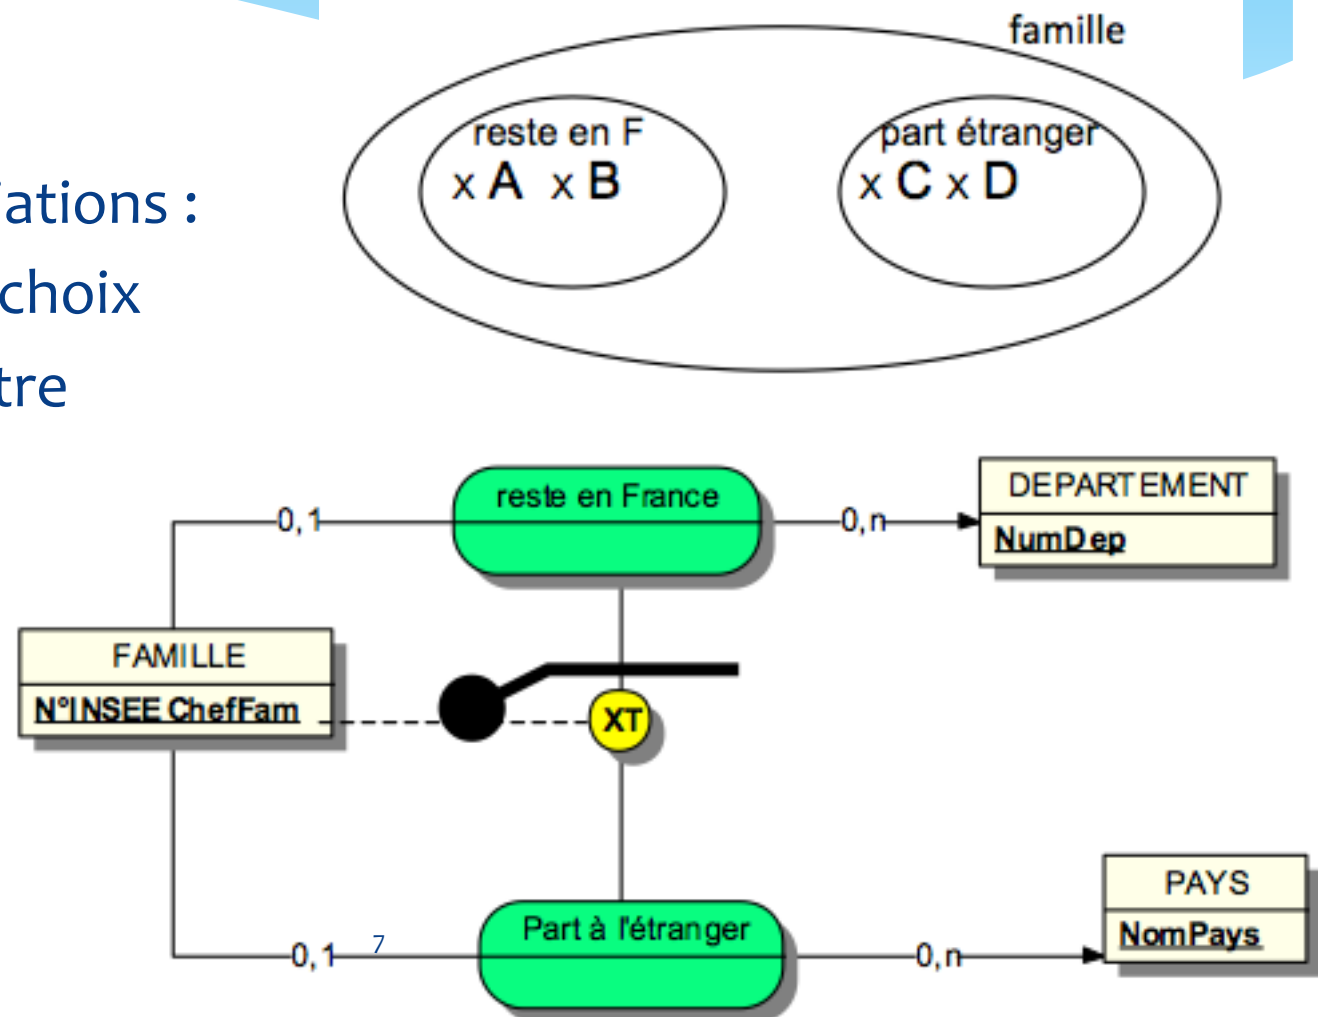 famille
reste en F
x A x B
part étranger
x C x D
ations :
choix
tre
reste en France
0,1
0,n
DEPARTEMENT
NumDep
FAMILLE
N°INSEE ChefFam
XT
Part à l'étranger
0,1
7
0,n
PAYS
NomPays